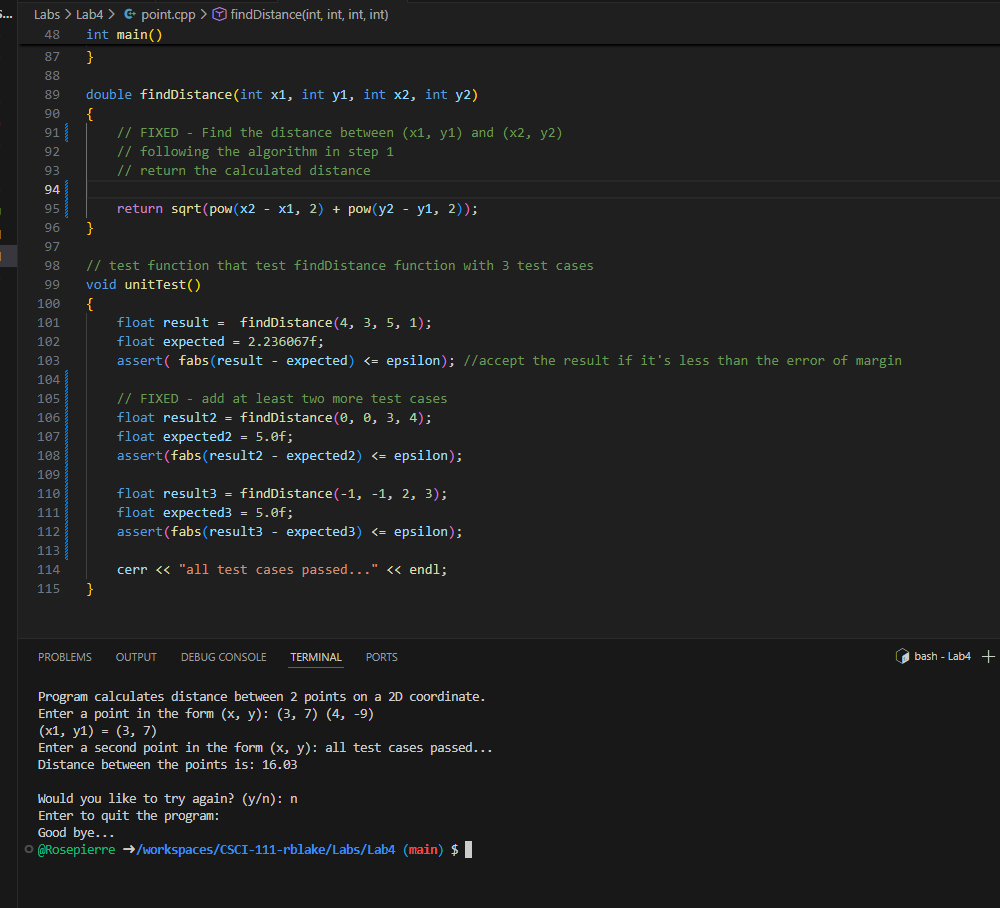 s...
Labs > Lab4 > point.cpp > findDistance(int, int, int, int)
48 int main()
87 }
88
89 double findDistance(int x1, int y1, int x2, int y2)
90 {
91 // FIXED - Find the distance between (x1, y1) and (x2, y2)
92 // following the algorithm in step 1
93 // return the calculated distance
94
95 return sqrt(pow(x2 - x1, 2) + pow(y2 - y1, 2));
96 }
97
98 // test function that test findDistance function with 3 test cases
99 void unitTest()
100 {
101 float result =  findDistance(4, 3, 5, 1);
102 float expected = 2.236067f;
103 assert( fabs(result - expected) <= epsilon); //accept the result if it's less than the error of margin
104
105 // FIXED - add at least two more test cases
106 float result2 = findDistance(0, 0, 3, 4);
107 float expected2 = 5.0f;
108 assert(fabs(result2 - expected2) <= epsilon);
109
110 float result3 = findDistance(-1, -1, 2, 3);
111 float expected3 = 5.0f;
112 assert(fabs(result3 - expected3) <= epsilon);
113
114 cerr << "all test cases passed..." << endl;
115 }
PROBLEMS OUTPUT DEBUG CONSOLE TERMINAL PORTS bash - Lab4
Program calculates distance between 2 points on a 2D coordinate.
Enter a point in the form (x, y): (3, 7) (4, -9)
(x1, y1) = (3, 7)
Enter a second point in the form (x, y): all test cases passed...
Distance between the points is: 16.03
Would you like to try again? (y/n): n
Enter to quit the program:
Good bye...
@Rosepierre →/workspaces/CSCI-111-rblake/Labs/Lab4 (main) $